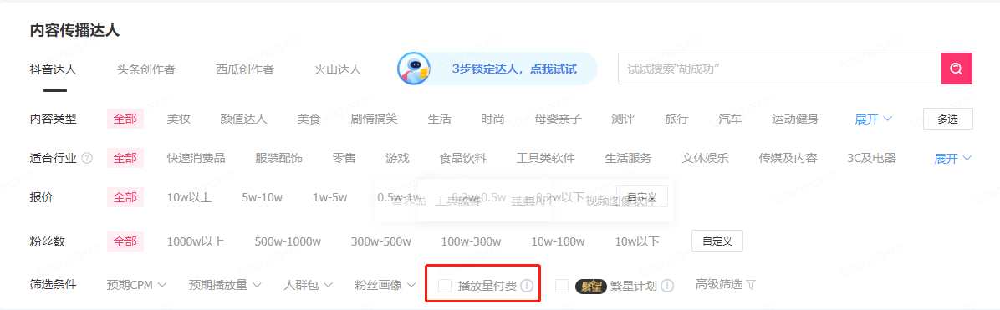 内容传播达人
抖音达人 头条创作者 西瓜创作者 火山达人 3步锁定达人，点我试试 试试搜索“胡成功”
内容类型 全部 美妆 颜值达人 美食 剧情搞笑 生活 时尚 母婴亲子 测评 旅行 汽车 运动健身 展开 多选
适合行业 全部 快速消费品 服装配饰 零售 游戏 食品饮料 工具类软件 生活服务 文体娱乐 传媒及内容 3C及电器 展开
报价 全部 10w以上 5w-10w 1w-5w 0.5w-1w 0.2w-0.5w 0.2w以下 自定义
视频图像软件
粉丝数 全部 1000w以上 500w-1000w 300w-500w 100w-300w 10w-100w 10w以下 自定义
筛选条件 预期CPM 预期播放量 人群包 粉丝画像 播放量付费 繁星 繁星计划 高级筛选